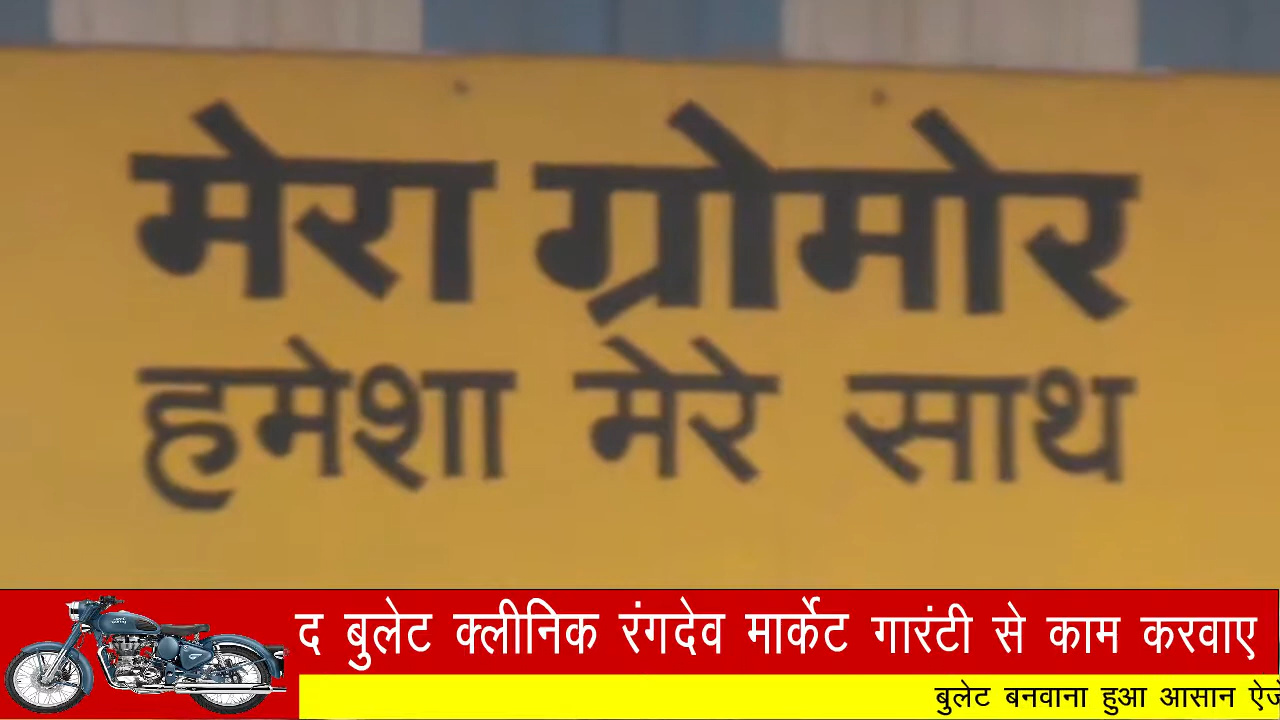 मेरा ग्रोमोर
हमेशा मेरे साथ
द बुलेट क्लीनिक रंगदेव मार्केट गारंटी से काम करवाए
बुलेट बनवाना हुआ आसान